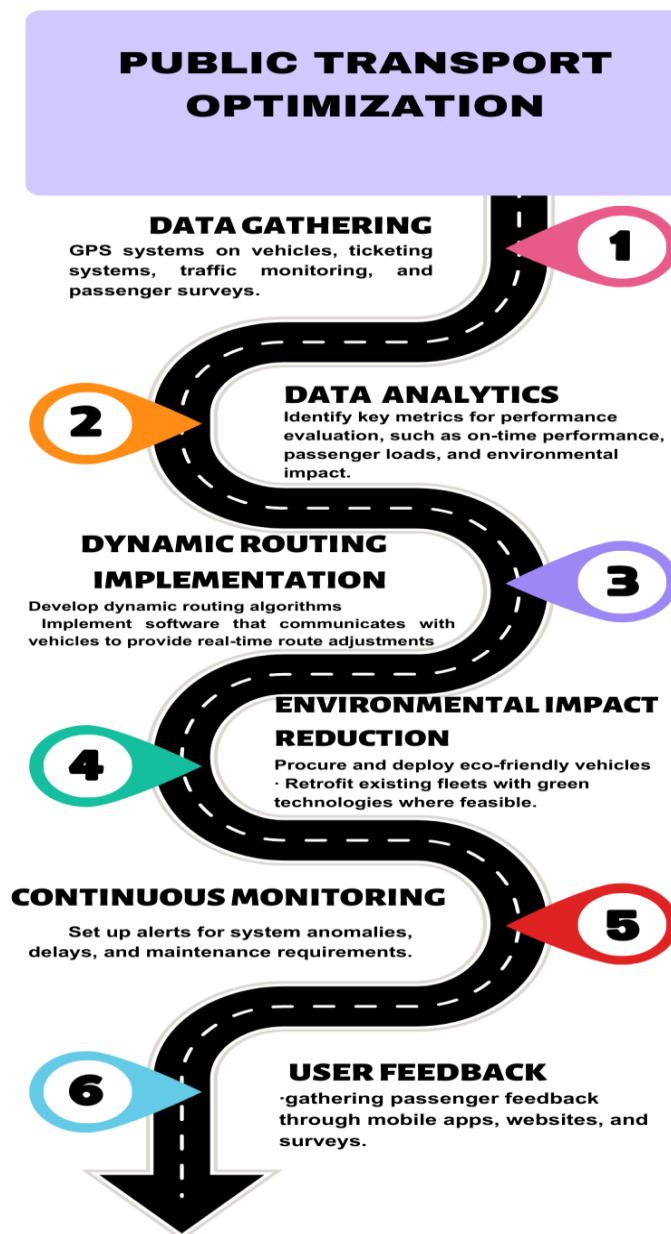 PUBLIC TRANSPORT
OPTIMIZATION
DATA GATHERING
GPS systems on vehicles, ticketing
systems, traffic monitoring, and
passenger surveys.
1
2
DATA ANALYTICS
Identify key metrics for performance
evaluation, such as on-time performance,
passenger loads, and environmental
impact.
DYNAMIC ROUTING
IMPLEMENTATION
Develop dynamic routing algorithms
Implement software that communicates with
vehicles to provide real-time route adjustments
3
ENVIRONMENTAL IMPACT
REDUCTION
Procure and deploy eco-friendly vehicles
· Retrofit existing fleets with green
technologies where feasible.
4
CONTINUOUS MONITORING
Set up alerts for system anomalies,
delays, and maintenance requirements.
5
6
USER FEEDBACK
·gathering passenger feedback
through mobile apps, websites, and
surveys.